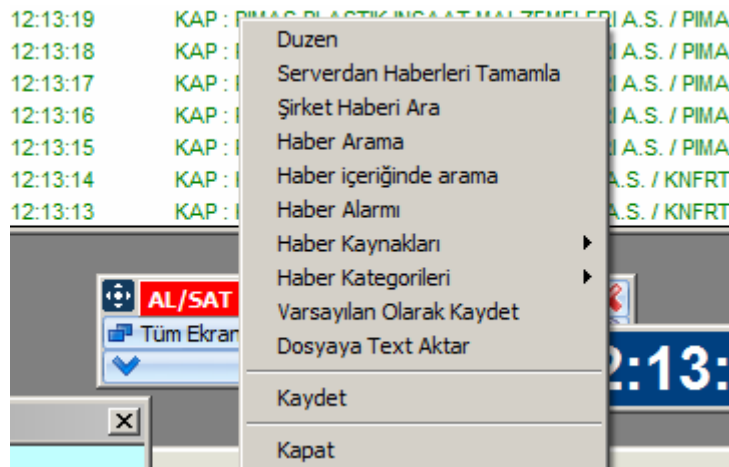 12:13:19 KAP : PIMAS PLASTIK INSAAT MALZEMELERI A.S. / PIMA
12:13:18 KAP : I A.S. / PIMA
12:13:17 KAP : I A.S. / PIMA
12:13:16 KAP : I A.S. / PIMA
12:13:15 KAP : I A.S. / PIMA
12:13:14 KAP : A.S. / KNFRT
12:13:13 KAP : A.S. / KNFRT
Duzen
Serverdan Haberleri Tamamla
Şirket Haberi Ara
Haber Arama
Haber içeriğinde arama
Haber Alarmı
Haber Kaynakları
Haber Kategorileri
Varsayılan Olarak Kaydet
Dosyaya Text Aktar
Kaydet
Kapat
AL/SAT
Tüm Ekran
2:13: